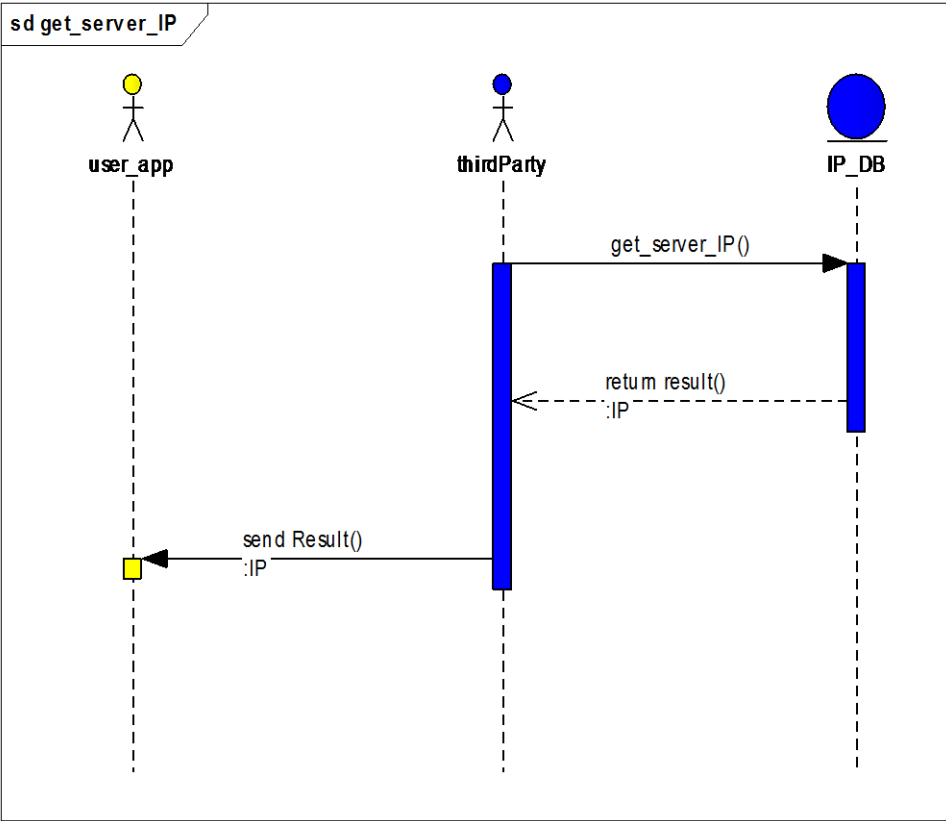 sd get_server_IP
user_app
thirdParty
IP_DB
get_server_IP()
return result()
:IP
send Result()
:IP